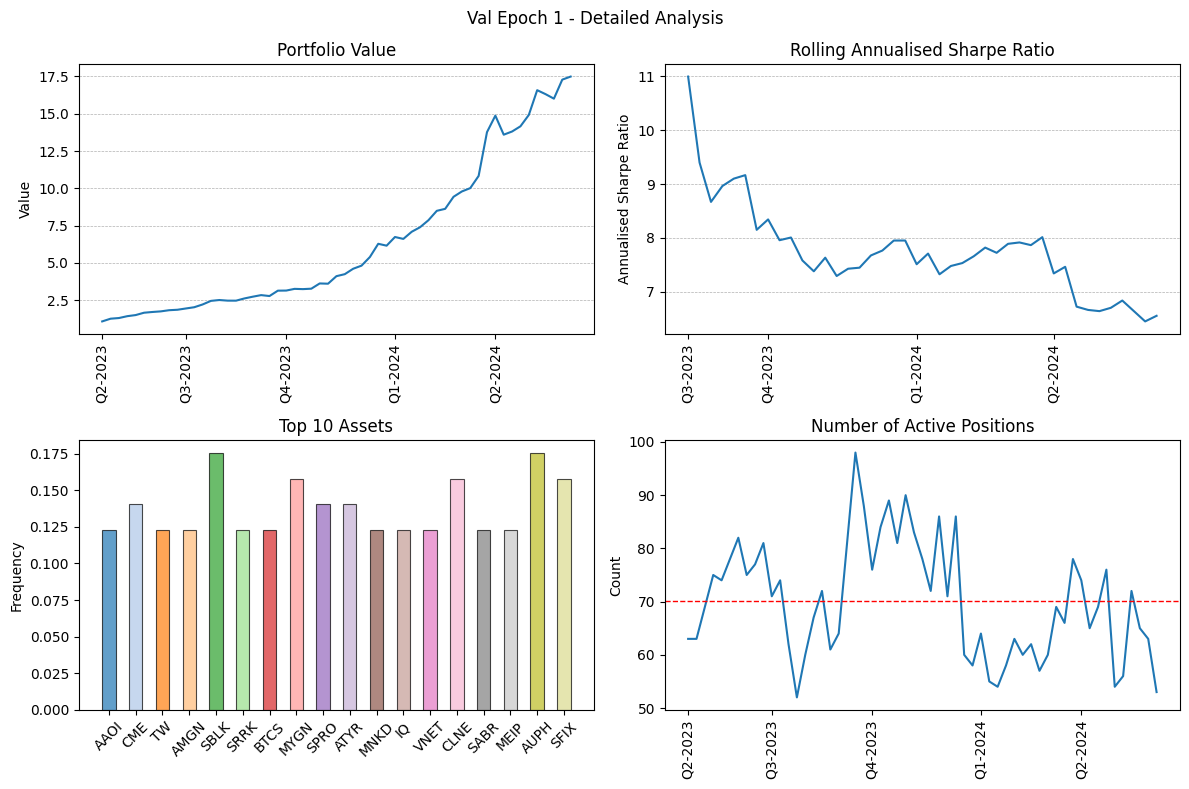 Val Epoch 1 - Detailed Analysis
Portfolio Value
Value
17.5
15.0
12.5
10.0
7.5
5.0
2.5
Q2-2023
Q3-2023
Q4-2023
Q1-2024
Q2-2024
Rolling Annualised Sharpe Ratio
Annualised Sharpe Ratio
11
10
9
8
7
Q3-2023
Q4-2023
Q1-2024
Q2-2024
Top 10 Assets
Frequency
0.175
0.150
0.125
0.100
0.075
0.050
0.025
0.000
AAOI
CME
TW
AMGN
SBLK
SRRK
BTCS
MYGN
SPRO
ATYR
MNKD
IQ
VNET
CLNE
SABR
MEIP
AUPH
SFIX
Number of Active Positions
Count
100
90
80
70
60
50
Q2-2023
Q3-2023
Q4-2023
Q1-2024
Q2-2024